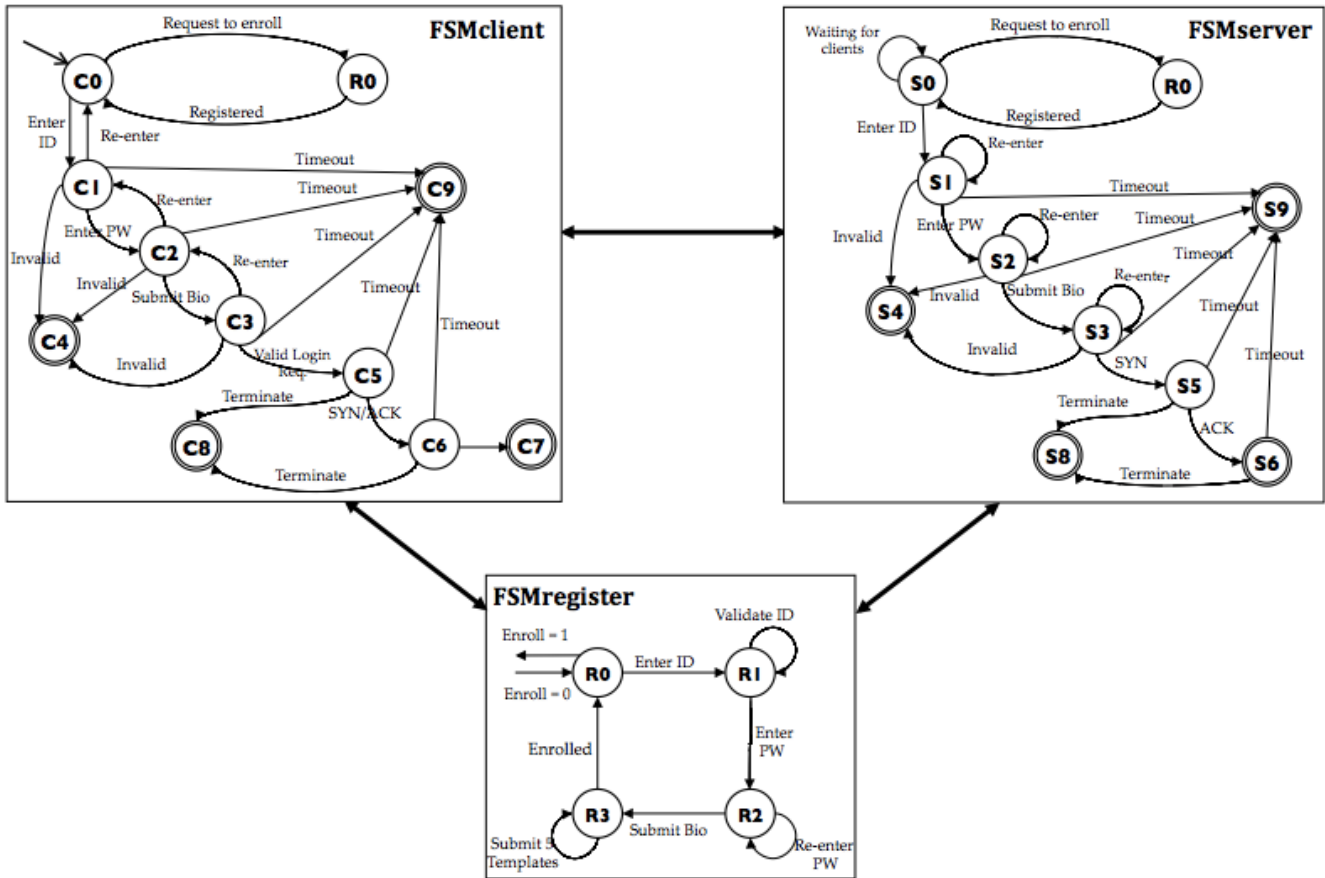 FSMclient
Request to enroll
C0
R0
Registered
Enter
ID
Re-enter
Timeout
C1
C9
Timeout
Re-enter
Enter PW
Timeout
C2
Invalid
Re-enter
Invalid
Submit Bio
Timeout
C3
C4
Timeout
Invalid
Valid Login
Req.
C5
Terminate
SYN/ACK
C8
C6
C7
Terminate
FSMserver
Waiting for
clients
Request to enroll
S0
R0
Registered
Enter ID
Re-enter
S1
Timeout
S9
Enter PW
Re-enter
Timeout
Invalid
S2
Timeout
Re-enter
Invalid
Submit Bio
S4
Timeout
S3
Invalid
Timeout
SYN
S5
Terminate
ACK
S8
S6
Terminate
FSMregister
Validate ID
Enroll = 1
R0
Enter ID
R1
Enroll = 0
Enter
PW
Enrolled
R3
Submit Bio
R2
Submit 5
Templates
Re-enter
PW